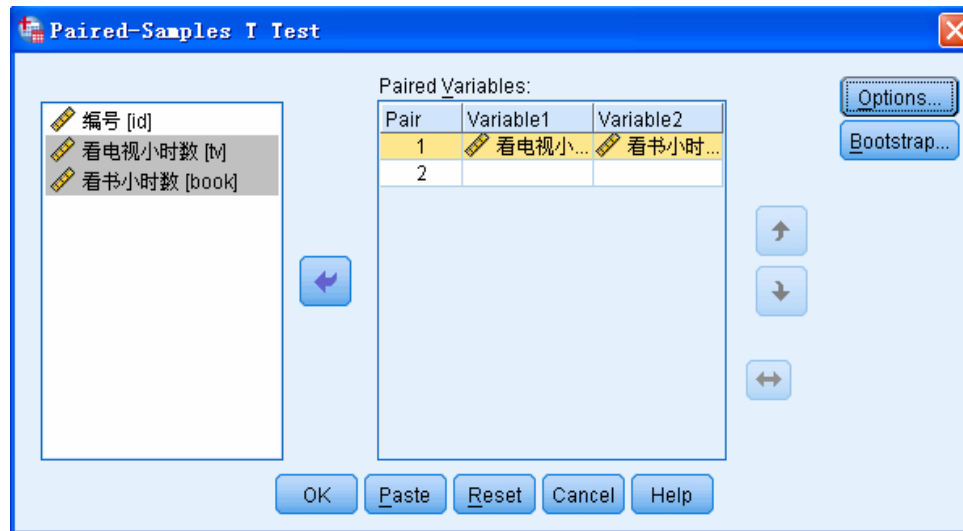 Paired-Samples T Test
编号 [id]
看电视小时数 [tv]
看书小时数 [book]
Paired Variables:
Pair Variable1 Variable2
1 看电视小... 看书小时...
2
Options...
Bootstrap...
OK Paste Reset Cancel Help